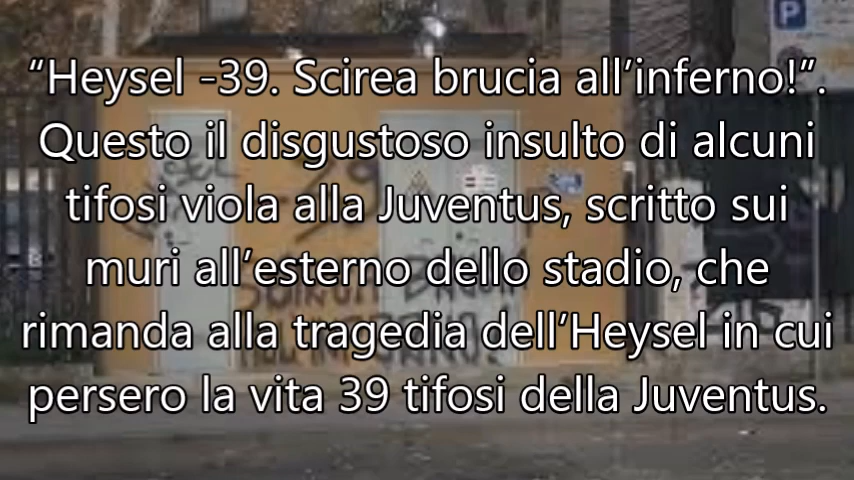 “Heysel -39. Scirea brucia all’inferno!”.
Questo il disgustoso insulto di alcuni
tifosi viola alla Juventus, scritto sui
muri all’esterno dello stadio, che
rimanda alla tragedia dell’Heysel in cui
persero la vita 39 tifosi della Juventus.
P